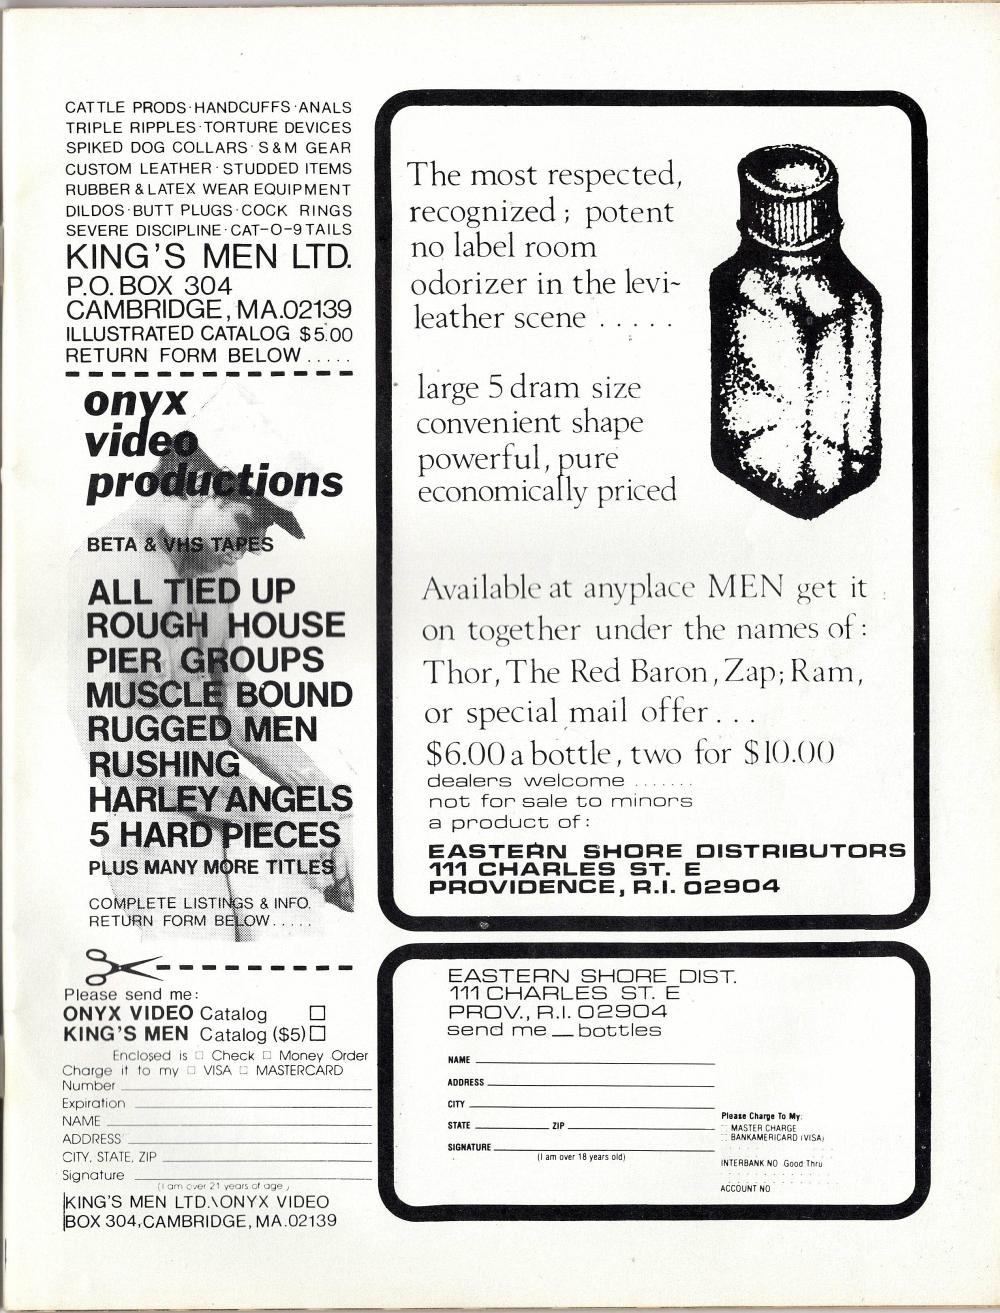 CATTLE PRODS·HANDCUFFS·ANALS
TRIPLE RIPPLES·TORTURE DEVICES
SPIKED DOG COLLARS·S&M GEAR
CUSTOM LEATHER·STUDDED ITEMS
RUBBER & LATEX WEAR EQUIPMENT
DILDOS·BUTT PLUGS·COCK RINGS
SEVERE DISCIPLINE·CAT-O-9 TAILS
KING'S MEN LTD.
P.O. BOX 304
CAMBRIDGE, MA.02139
ILLUSTRATED CATALOG $5.00
RETURN FORM BELOW.....
onyx
video
productions
BETA & VHS TAPES
ALL TIED UP
ROUGH HOUSE
PIER GROUPS
MUSCLE BOUND
RUGGED MEN
RUSHING
HARLEY ANGELS
5 HARD PIECES
PLUS MANY MORE TITLES
COMPLETE LISTINGS & INFO.
RETURN FORM BELOW.....
Please send me:
ONYX VIDEO Catalog □
KING'S MEN Catalog ($5) □
Enclosed is □ Check □ Money Order
Charge it to my □ VISA □ MASTERCARD
Number
Expiration
NAME
ADDRESS
CITY, STATE, ZIP
Signature
(I am over 21 years of age)
KING'S MEN LTD.\ONYX VIDEO
BOX 304, CAMBRIDGE, MA.02139
The most respected,
recognized; potent
no label room
odorizer in the levi-
leather scene .....
large 5 dram size
convenient shape
powerful, pure
economically priced
Available at anyplace MEN get it
on together under the names of:
Thor, The Red Baron, Zap; Ram,
or special mail offer...
$6.00 a bottle, two for $10.00
dealers welcome .......
not for sale to minors
a product of:
EASTERN SHORE DISTRIBUTORS
111 CHARLES ST. E
PROVIDENCE, R.I. 02904
EASTERN SHORE DIST.
111 CHARLES ST. E
PROV., R.I. 02904
send me __ bottles
NAME
ADDRESS
CITY
STATE ZIP
SIGNATURE
(I am over 18 years old)
Please Charge To My:
MASTER CHARGE
BANKAMERICARD (VISA)
INTERBANK NO Good Thru
ACCOUNT NO